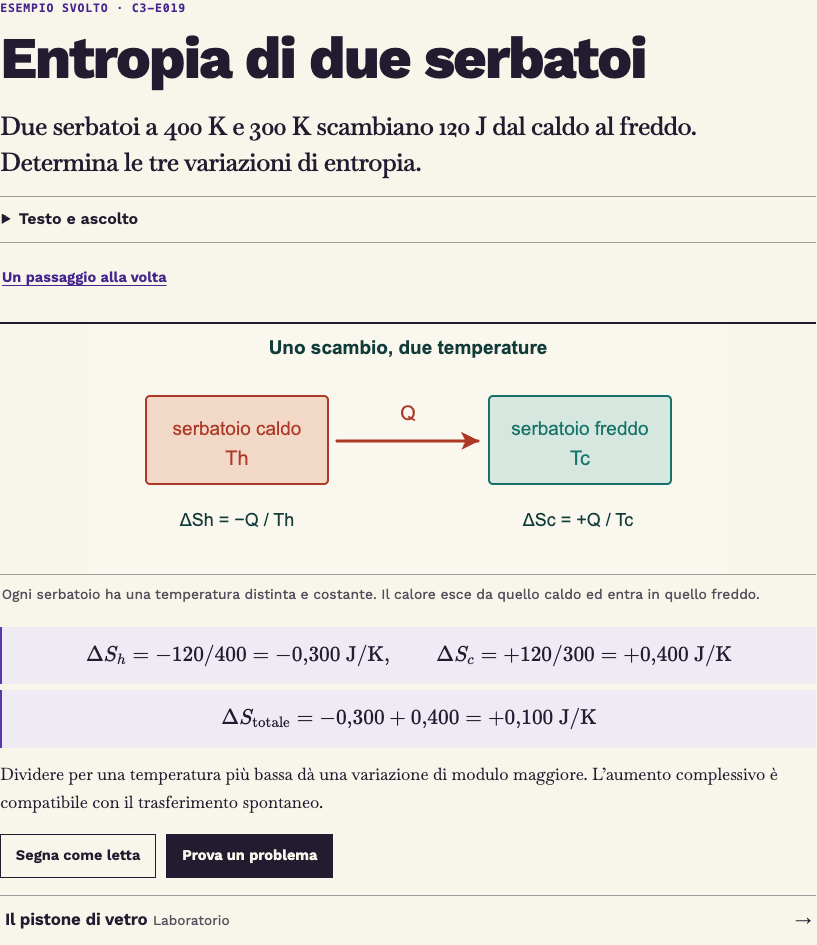 ESEMPIO SVOLTO · C3–E019
Entropia di due serbatoi
Due serbatoi a 400 K e 300 K scambiano 120 J dal caldo al freddo.
Determina le tre variazioni di entropia.
▶ Testo e ascolto
Un passaggio alla volta
Uno scambio, due temperature
Q
serbatoio caldo
Th
serbatoio freddo
Tc
ΔSh = −Q / Th
ΔSc = +Q / Tc
Ogni serbatoio ha una temperatura distinta e costante. Il calore esce da quello caldo ed entra in quello freddo.
ΔS_h = −120/400 = −0,300 J/K, ΔS_c = +120/300 = +0,400 J/K
ΔS_totale = −0,300 + 0,400 = +0,100 J/K
Dividere per una temperatura più bassa dà una variazione di modulo maggiore. L’aumento complessivo è
compatibile con il trasferimento spontaneo.
Segna come letta
Prova un problema
Il pistone di vetro Laboratorio →